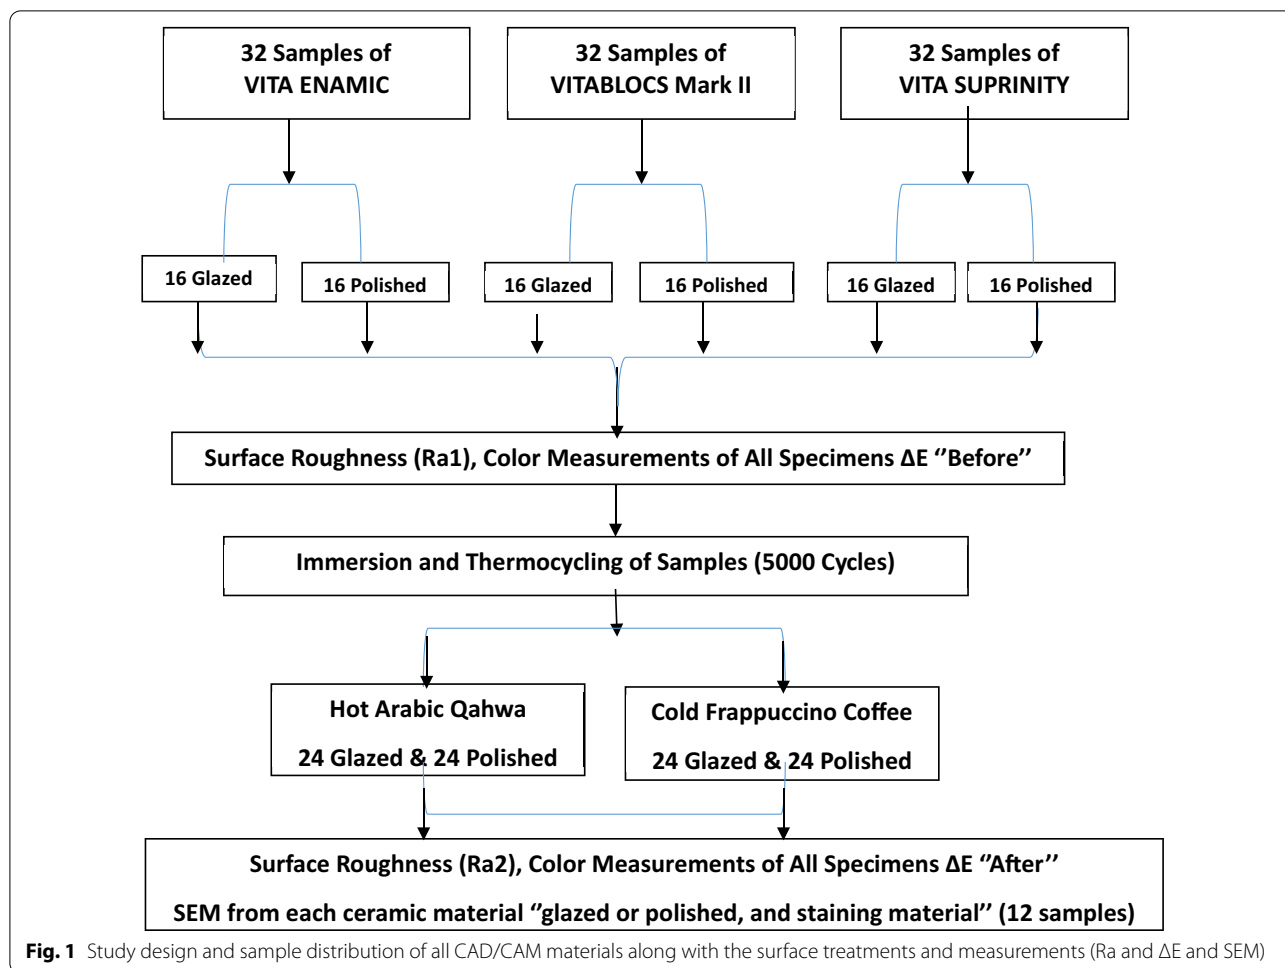 32 Samples of
VITA ENAMIC
32 Samples of
VITABLOCS Mark II
32 Samples of
VITA SUPRINITY
16 Glazed
16 Polished
16 Glazed
16 Polished
16 Glazed
16 Polished
Surface Roughness (Ra1), Color Measurements of All Specimens ΔE ‘’Before’’
Immersion and Thermocycling of Samples (5000 Cycles)
Hot Arabic Qahwa
24 Glazed & 24 Polished
Cold Frappuccino Coffee
24 Glazed & 24 Polished
Surface Roughness (Ra2), Color Measurements of All Specimens ΔE ‘’After’’
SEM from each ceramic material ‘’glazed or polished, and staining material’’ (12 samples)
Fig. 1 Study design and sample distribution of all CAD/CAM materials along with the surface treatments and measurements (Ra and ΔE and SEM)